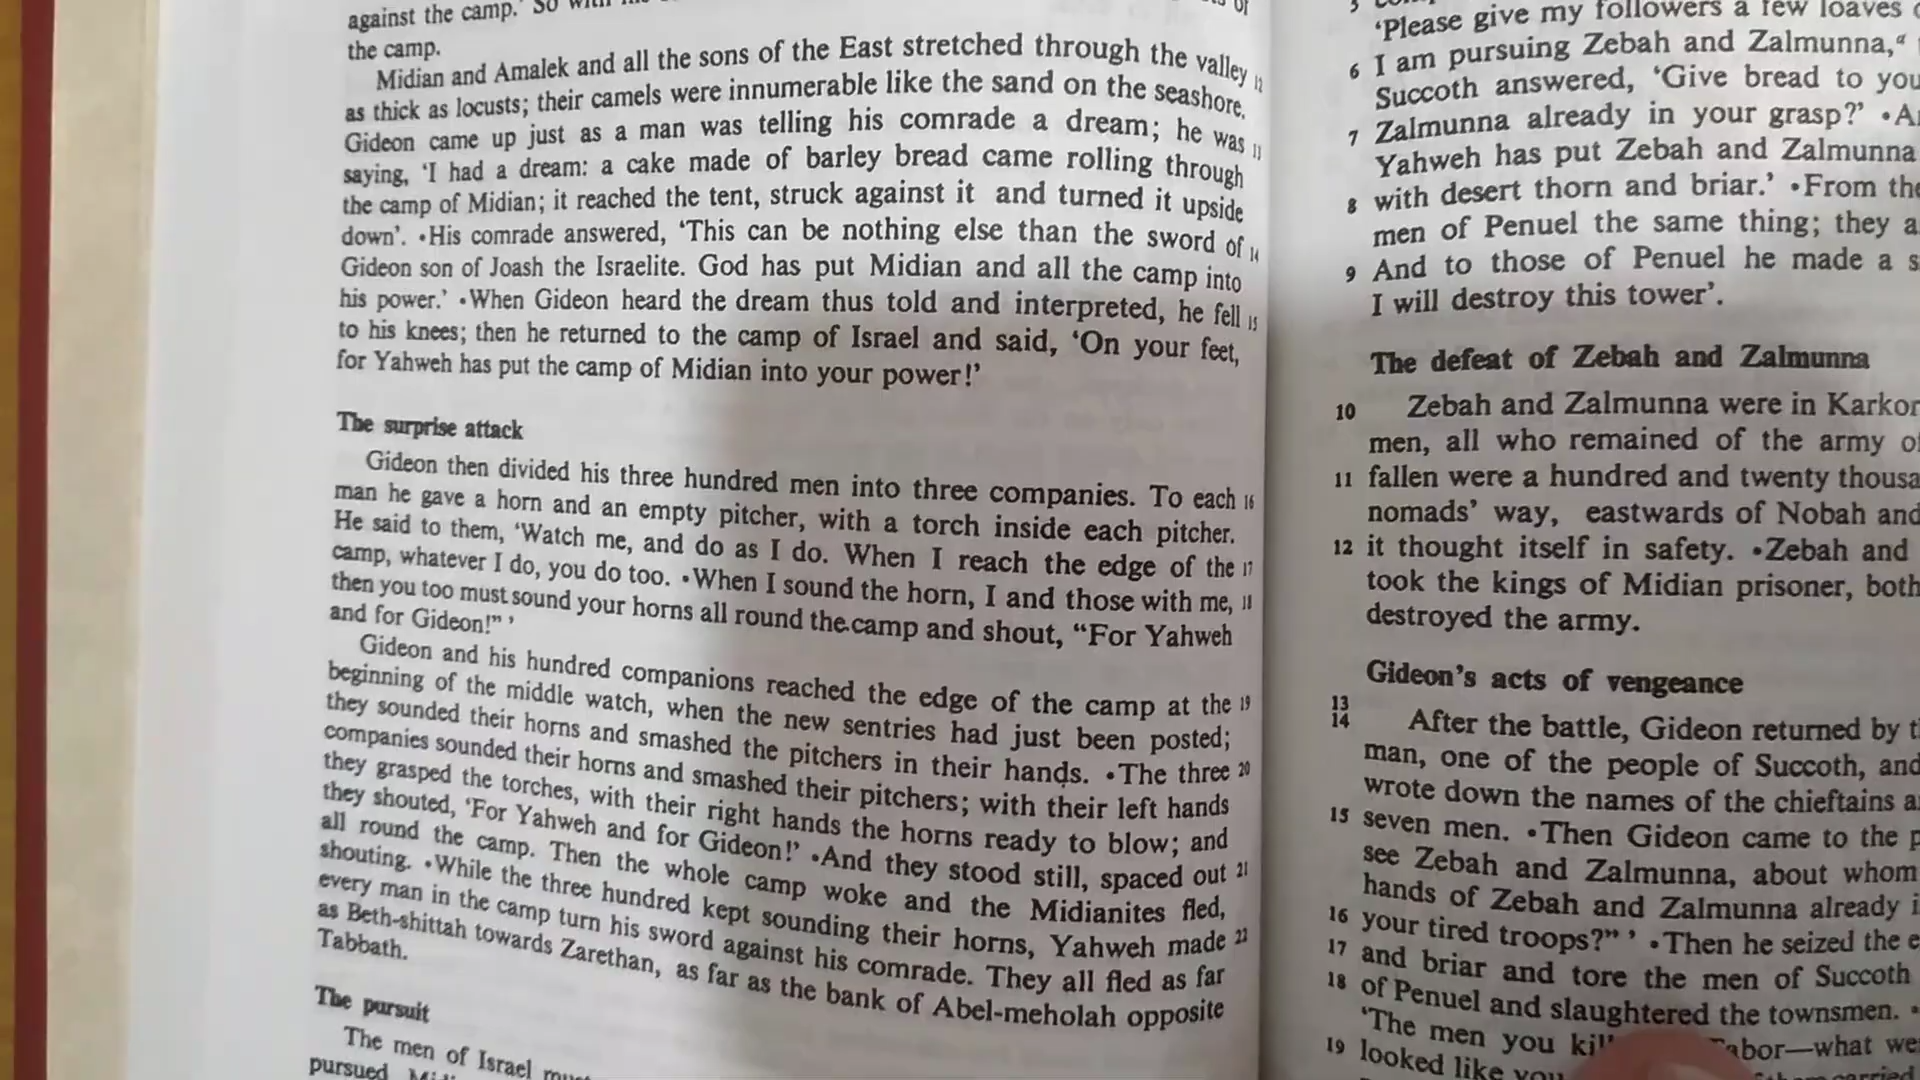 against the camp.' So with
the camp.
Midian and Amalek and all the sons of the East stretched through the valley 12
as thick as locusts; their camels were innumerable like the sand on the seashore.
Gideon came up just as a man was telling his comrade a dream; he was 13
saying, 'I had a dream: a cake made of barley bread came rolling through
the camp of Midian; it reached the tent, struck against it and turned it upside
down'. •His comrade answered, 'This can be nothing else than the sword of 14
Gideon son of Joash the Israelite. God has put Midian and all the camp into
his power.' •When Gideon heard the dream thus told and interpreted, he fell 15
to his knees; then he returned to the camp of Israel and said, 'On your feet,
for Yahweh has put the camp of Midian into your power!'
The surprise attack
Gideon then divided his three hundred men into three companies. To each 16
man he gave a horn and an empty pitcher, with a torch inside each pitcher.
He said to them, 'Watch me, and do as I do. When I reach the edge of the 17
camp, whatever I do, you do too. •When I sound the horn, I and those with me, 18
then you too must sound your horns all round the camp and shout, "For Yahweh
and for Gideon!" '
Gideon and his hundred companions reached the edge of the camp at the 19
beginning of the middle watch, when the new sentries had just been posted;
they sounded their horns and smashed the pitchers in their hands. •The three 20
companies sounded their horns and smashed their pitchers; with their left hands
they grasped the torches, with their right hands the horns ready to blow; and
they shouted, 'For Yahweh and for Gideon!' •And they stood still, spaced out 21
all round the camp. Then the whole camp woke and the Midianites fled,
shouting. •While the three hundred kept sounding their horns, Yahweh made 22
every man in the camp turn his sword against his comrade. They all fled as far
as Beth-shittah towards Zarethan, as far as the bank of Abel-meholah opposite
Tabbath.
The pursuit
The men of Israel
pursued
5
'Please give my followers a few loaves
6 I am pursuing Zebah and Zalmunna,ᵃ
Succoth answered, 'Give bread to you
7 Zalmunna already in your grasp?' •
Yahweh has put Zebah and Zalmunna
8 with desert thorn and briar.' •From the
men of Penuel the same thing; they
9 And to those of Penuel he made a
I will destroy this tower'.
The defeat of Zebah and Zalmunna
10 Zebah and Zalmunna were in Karkor
men, all who remained of the army
11 fallen were a hundred and twenty thousa
nomads' way, eastwards of Nobah and
12 it thought itself in safety. •Zebah and
took the kings of Midian prisoner, both
destroyed the army.
Gideon's acts of vengeance
13
14 After the battle, Gideon returned by
man, one of the people of Succoth, and
wrote down the names of the chieftains
15 seven men. •Then Gideon came to the
see Zebah and Zalmunna, about whom
hands of Zebah and Zalmunna already
16 your tired troops?" ' •Then he seized the
17 and briar and tore the men of Succoth
18 of Penuel and slaughtered the townsmen. •
'The men you abor—what we
19 looked like you